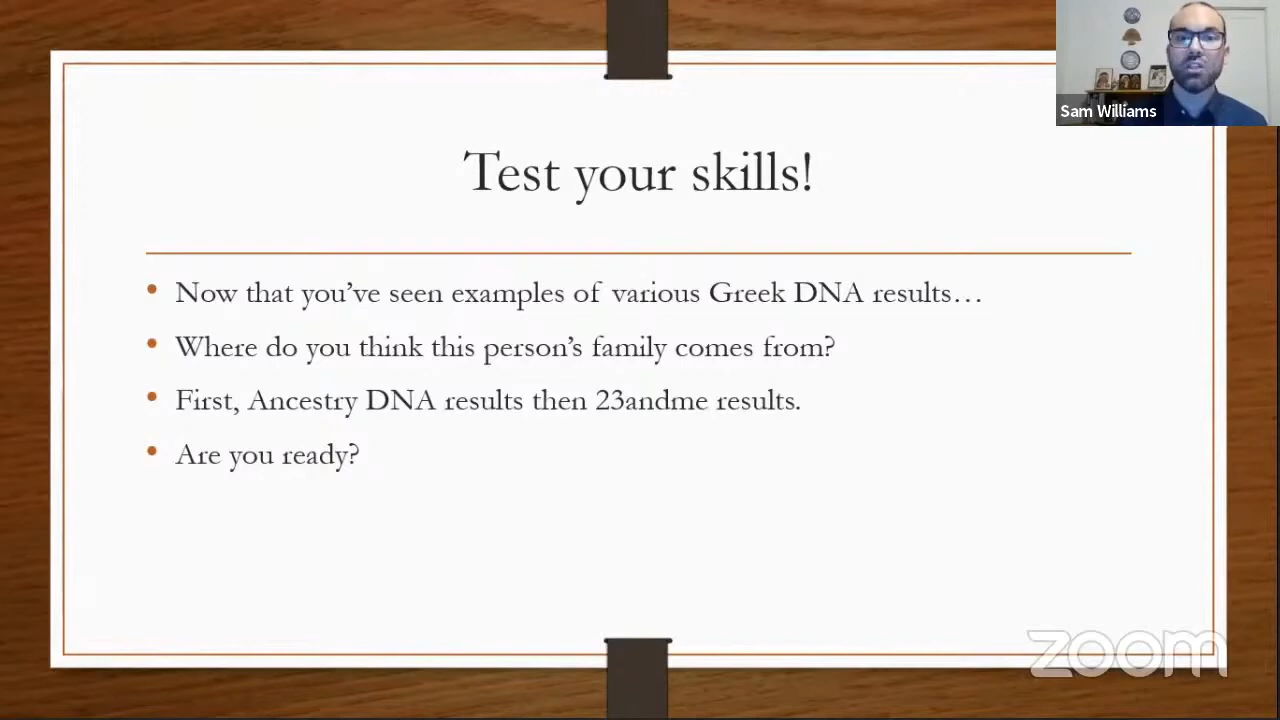 Sam Williams
Test your skills!
Now that you’ve seen examples of various Greek DNA results…
Where do you think this person’s family comes from?
First, Ancestry DNA results then 23andme results.
Are you ready?
zoom